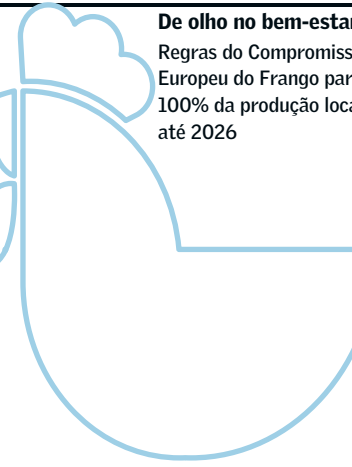 De olho no bem-estar
Regras do Compromiss
Europeu do Frango par
100% da produção loca
até 2026